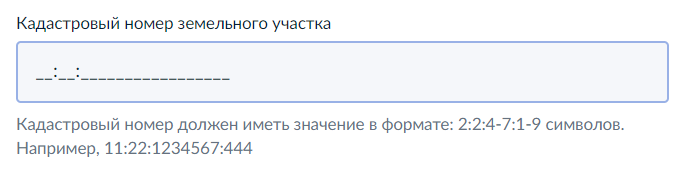 Кадастровый номер земельного участка
__:__:_________________
Кадастровый номер должен иметь значение в формате: 2:2:4-7:1-9 символов.
Например, 11:22:1234567:444